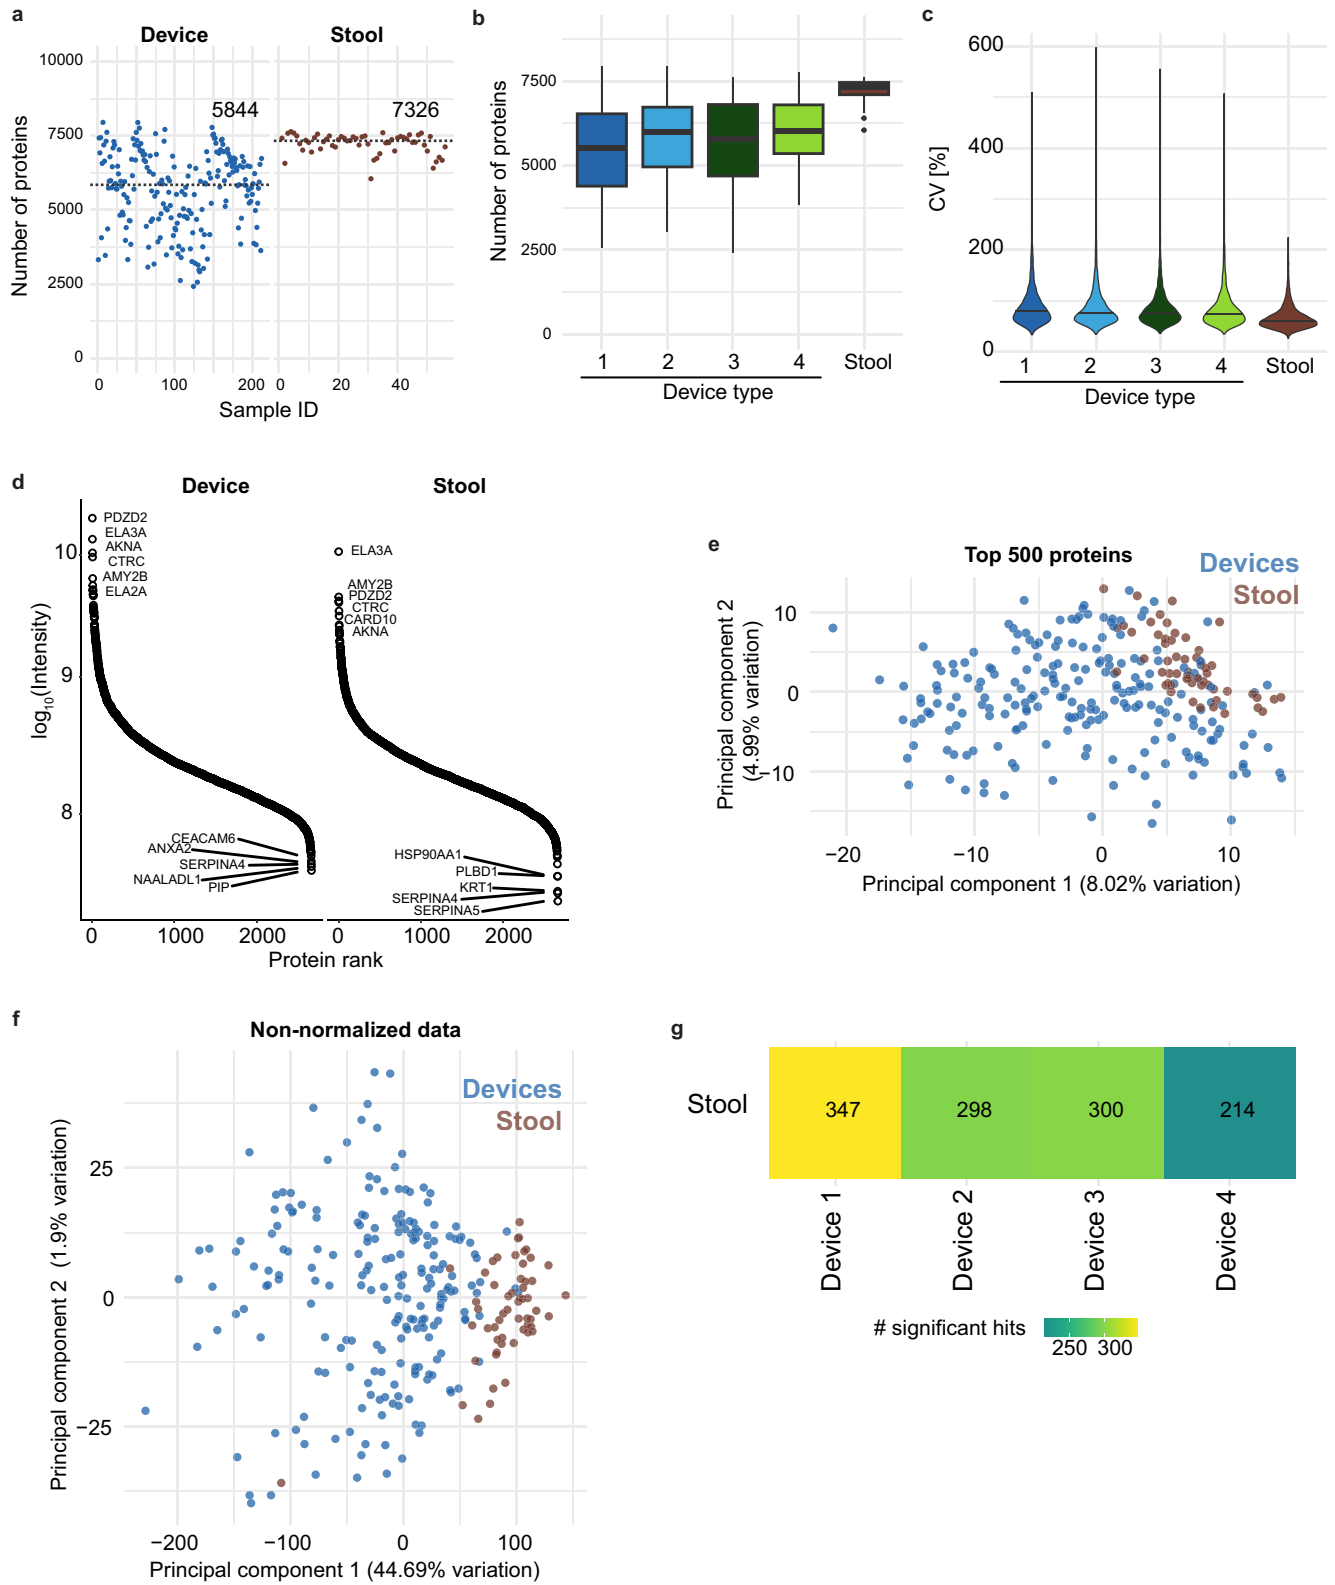 a
Device
Stool
Number of proteins
10000
7500
5000
2500
0
5844
7326
0
100
200
0
20
40
Sample ID
b
Number of proteins
7500
5000
2500
0
1
2
3
4
Stool
Device type
c
CV [%]
600
400
200
0
1
2
3
4
Stool
Device type
d
Device
Stool
log10(Intensity)
10
9
8
PDZD2
ELA3A
AKNA
CTRC
AMY2B
ELA2A
CEACAM6
ANXA2
SERPINA4
NAALADL1
PIP
ELA3A
AMY2B
PDZD2
CTRC
CARD10
AKNA
HSP90AA1
PLBD1
KRT1
SERPINA4
SERPINA5
0
1000
2000
0
1000
2000
Protein rank
e
Top 500 proteins
Devices
Stool
Principal component 2
(4.99% variation)
10
0
−10
−20
−10
0
10
Principal component 1 (8.02% variation)
f
Non-normalized data
Devices
Stool
Principal component 2 (1.9% variation)
25
0
−25
−200
−100
0
100
Principal component 1 (44.69% variation)
g
Stool
347
298
300
214
Device 1
Device 2
Device 3
Device 4
# significant hits
250 300